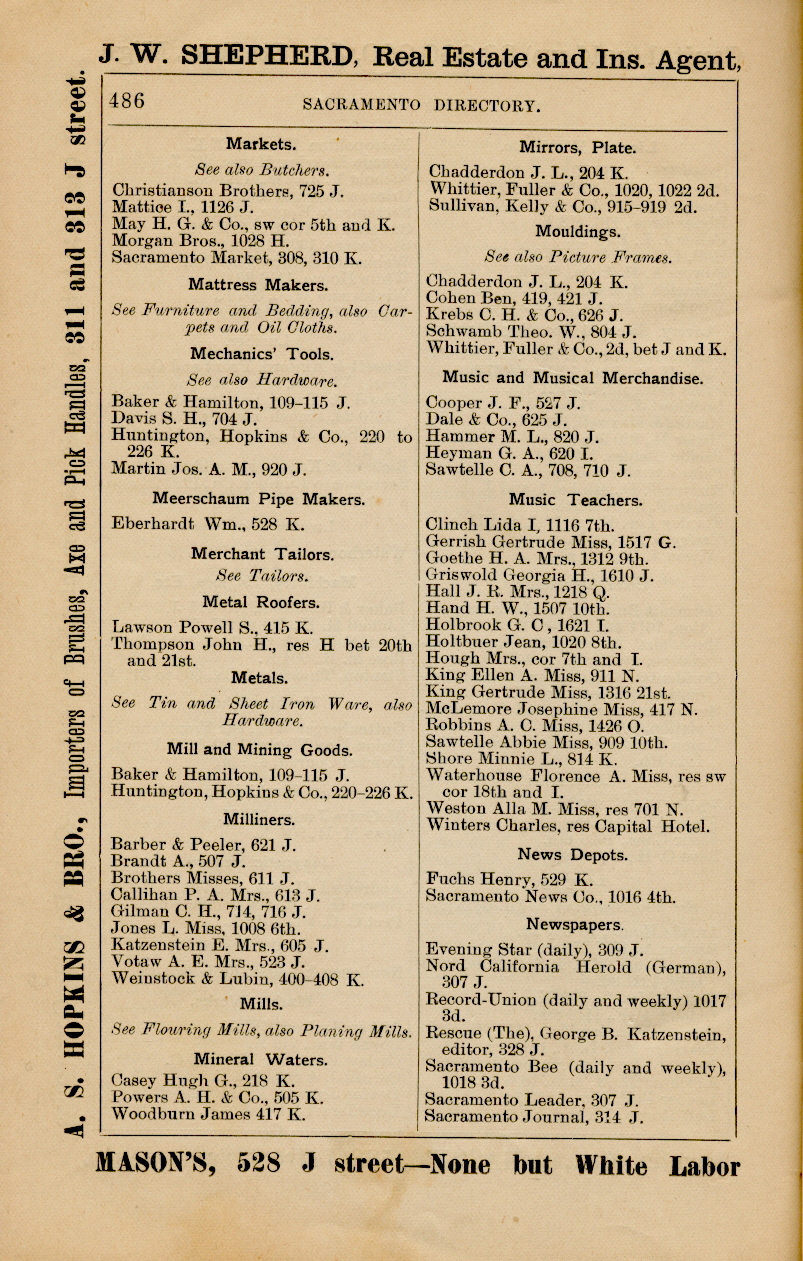 J. W. SHEPHERD, Real Estate and Ins. Agent,
A. S. HOPKINS & BRO., Importers of Brushes, Axe and Pick Handles, 311 and 313 J street.
486
SACRAMENTO DIRECTORY.
Markets.
See also Butchers.
Christianson Brothers, 725 J.
Mattice I., 1126 J.
May H. G. & Co., sw cor 5th and K.
Morgan Bros., 1028 H.
Sacramento Market, 308, 310 K.
Mattress Makers.
See Furniture and Bedding, also Car-
pets and Oil Cloths.
Mechanics' Tools.
See also Hardware.
Baker & Hamilton, 109–115 J.
Davis S. H., 704 J.
Huntington, Hopkins & Co., 220 to
226 K.
Martin Jos. A. M., 920 J.
Meerschaum Pipe Makers.
Eberhardt Wm., 528 K.
Merchant Tailors.
See Tailors.
Metal Roofers.
Lawson Powell S., 415 K.
Thompson John H., res H bet 20th
and 21st.
Metals.
See Tin and Sheet Iron Ware, also
Hardware.
Mill and Mining Goods.
Baker & Hamilton, 109–115 J.
Huntington, Hopkins & Co., 220–226 K.
Milliners.
Barber & Peeler, 621 J.
Brandt A., 507 J.
Brothers Misses, 611 J.
Callihan P. A. Mrs., 613 J.
Gilman C. H., 714, 716 J.
Jones L. Miss, 1008 6th.
Katzenstein E. Mrs., 605 J.
Votaw A. E. Mrs., 523 J.
Weinstock & Lubin, 400–408 K.
Mills.
See Flouring Mills, also Planing Mills.
Mineral Waters.
Casey Hugh G., 218 K.
Powers A. H. & Co., 505 K.
Woodburn James 417 K.
Mirrors, Plate.
Chadderdon J. L., 204 K.
Whittier, Fuller & Co., 1020, 1022 2d.
Sullivan, Kelly & Co., 915–919 2d.
Mouldings.
See also Picture Frames.
Chadderdon J. L., 204 K.
Cohen Ben, 419, 421 J.
Krebs C. H. & Co., 626 J.
Schwamb Theo. W., 804 J.
Whittier, Fuller & Co., 2d, bet J and K.
Music and Musical Merchandise.
Cooper J. F., 527 J.
Dale & Co., 625 J.
Hammer M. L., 820 J.
Heyman G. A., 620 I.
Sawtelle C. A., 708, 710 J.
Music Teachers.
Clinch Lida I, 1116 7th.
Gerrish Gertrude Miss, 1517 G.
Goethe H. A. Mrs., 1312 9th.
Griswold Georgia H., 1610 J.
Hall J. R. Mrs., 1218 Q.
Hand H. W., 1507 10th.
Holbrook G. C , 1621 I.
Holtbuer Jean, 1020 8th.
Hough Mrs., cor 7th and I.
King Ellen A. Miss, 911 N.
King Gertrude Miss, 1316 21st.
McLemore Josephine Miss, 417 N.
Robbins A. C. Miss, 1426 O.
Sawtelle Abbie Miss, 909 10th.
Shore Minnie L., 814 K.
Waterhouse Florence A. Miss, res sw
cor 18th and I.
Weston Alla M. Miss, res 701 N.
Winters Charles, res Capital Hotel.
News Depots.
Fuchs Henry, 529 K.
Sacramento News Co., 1016 4th.
Newspapers.
Evening Star (daily), 309 J.
Nord California Herold (German),
307 J.
Record-Union (daily and weekly) 1017
3d.
Rescue (The), George B. Katzenstein,
editor, 328 J.
Sacramento Bee (daily and weekly),
1018 3d.
Sacramento Leader, 307 J.
Sacramento Journal, 314 J.
MASON'S, 528 J street—None but White Labor